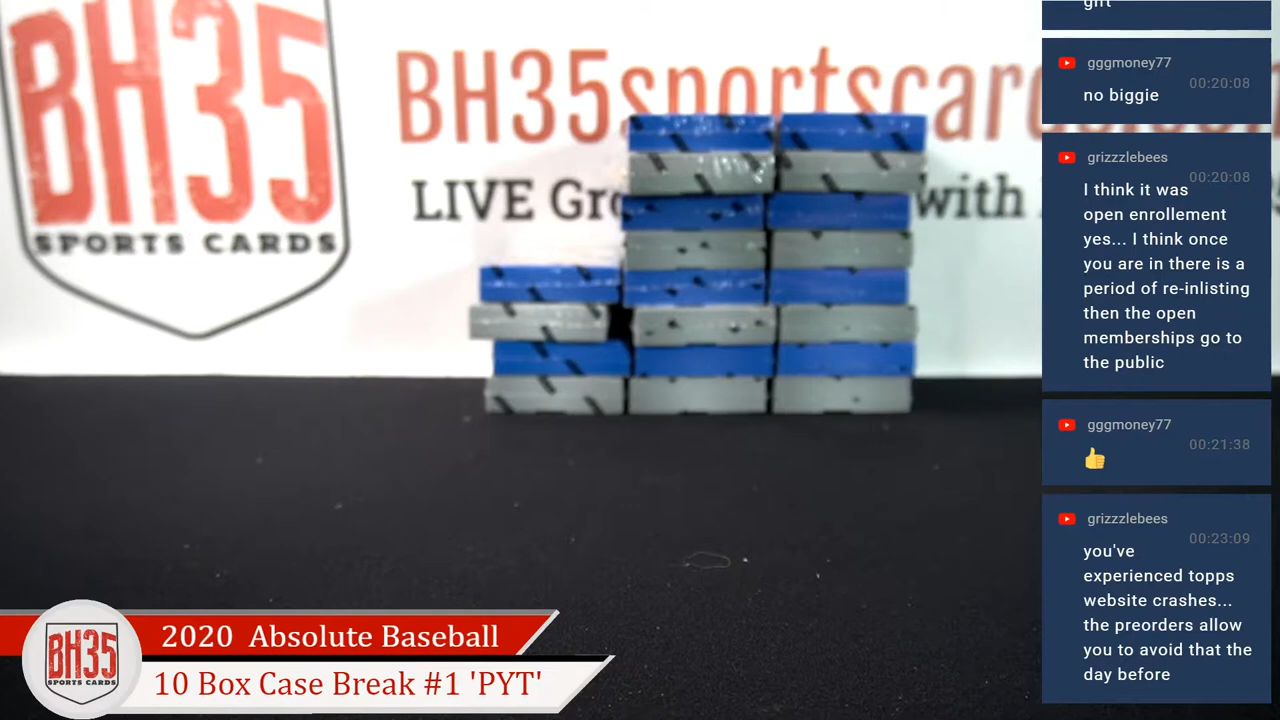 BH35
SPORTS CARDS
BH35sportscards
LIVE
with
gggmoney77
00:20:08
no biggie
grizzzlebees
00:20:08
I think it was
open enrollement
yes... I think once
you are in there is a
period of re-inlisting
then the open
memberships go to
the public
gggmoney77
00:21:38
👍
grizzzlebees
00:23:09
you've
experienced topps
website crashes...
the preorders allow
you to avoid that the
day before
BH35
SPORTS CARDS
2020 Absolute Baseball
10 Box Case Break #1 'PYT'